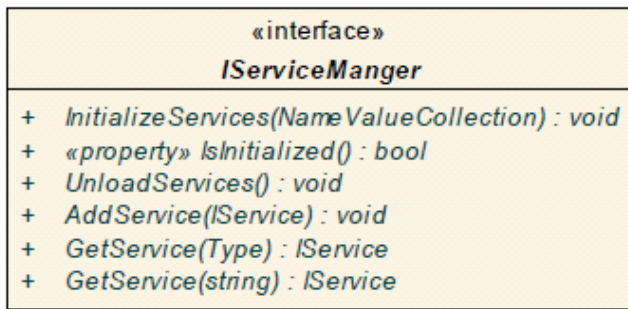 «interface»
IServiceManger
+ InitializeServices(NameValueCollection) : void
+ «property» IsInitialized() : bool
+ UnloadServices() : void
+ AddService(IService) : void
+ GetService(Type) : IService
+ GetService(string) : IService